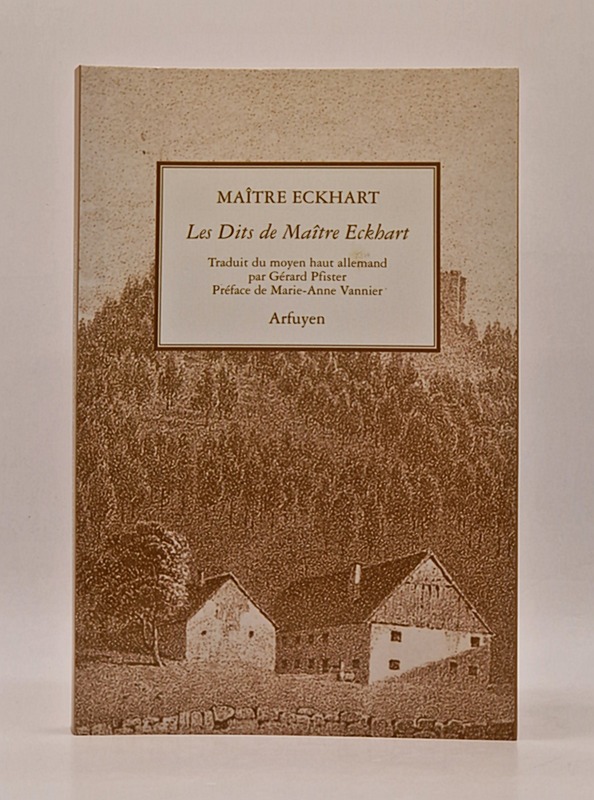 MAÎTRE ECKHART
Les Dits de Maître Eckhart
Traduit du moyen haut allemand
par Gérard Pfister
Préface de Marie-Anne Vannier
Arfuyen